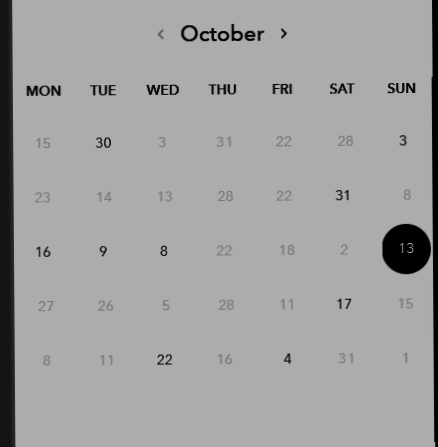 ‹ October ›
MON TUE WED THU FRI SAT SUN
15 30 3 31 22 28 3
23 14 13 28 22 31 8
16 9 8 22 18 2 13
27 26 5 28 11 17 15
8 11 22 16 4 31 1